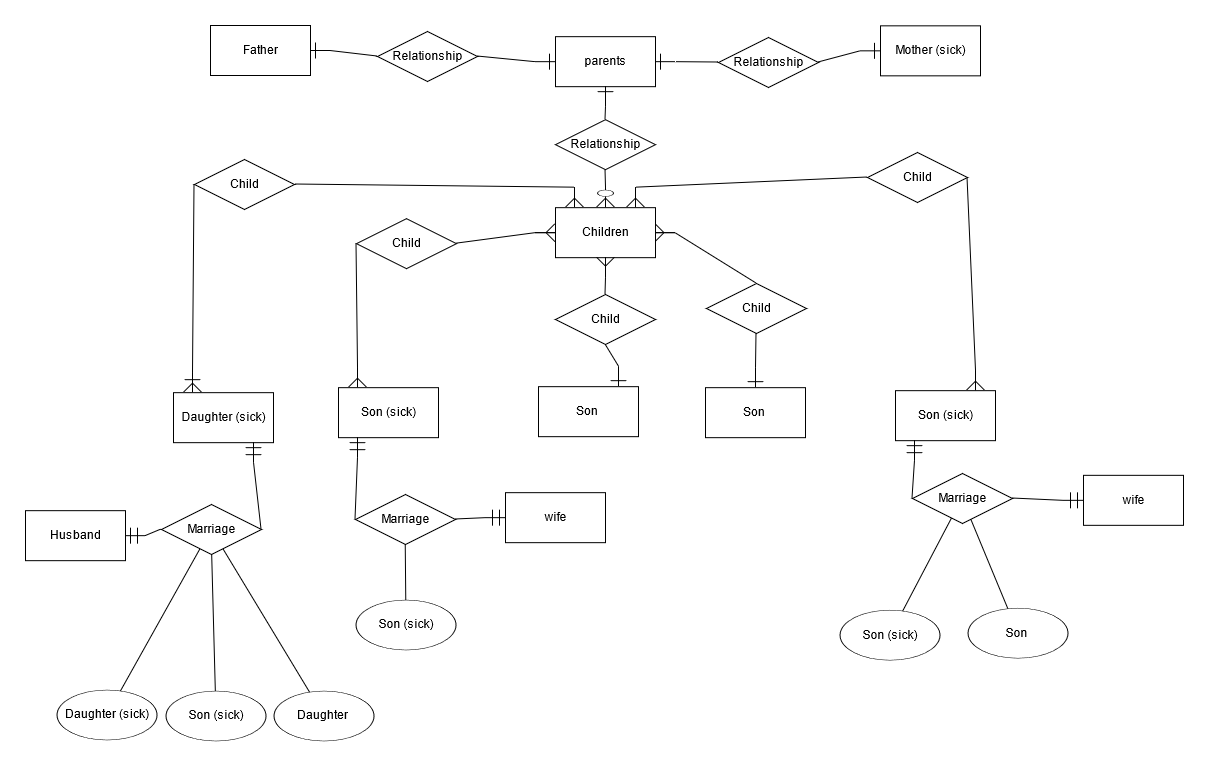 Father
Relationship
parents
Relationship
Mother (sick)
Relationship
Child
Child
Children
Child
Child
Child
Daughter (sick)
Son (sick)
Son
Son
Son (sick)
Husband
Marriage
Marriage
wife
Marriage
wife
Son (sick)
Son (sick)
Son
Daughter (sick)
Son (sick)
Daughter